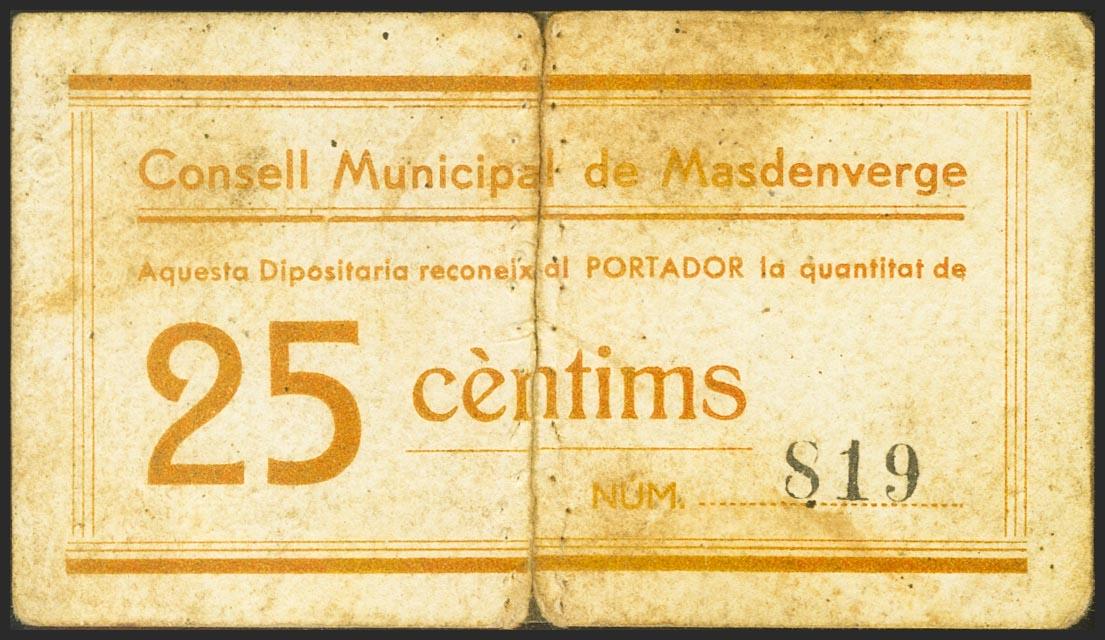 Consell Municipal de Masdenverge
Aquesta Dipositaria reconeix al PORTADOR la quantitat de
25 cèntims
NÚM. 819